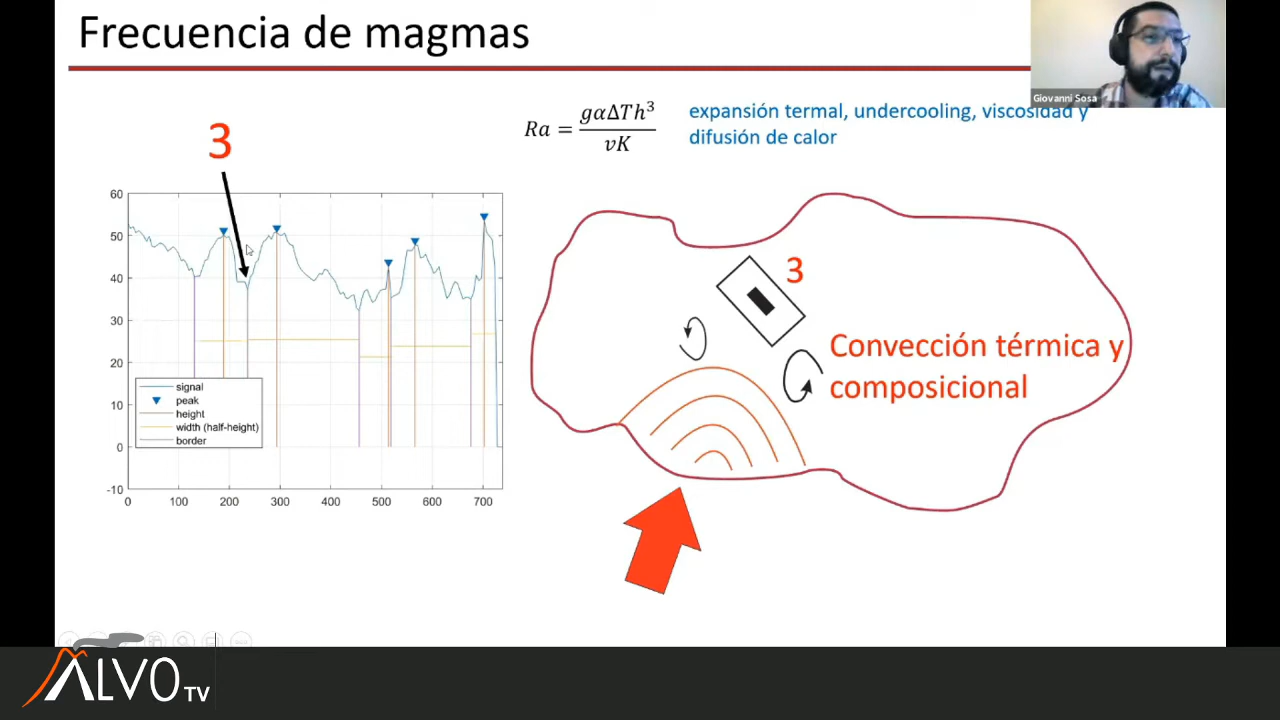 Frecuencia de magmas
Giovanni Sosa
Ra = gαΔTh³ / νK
expansión termal, undercooling, viscosidad y
difusión de calor
3
60
50
40
30
20
10
0
-10
0 100 200 300 400 500 600 700
signal
peak
height
width (half-height)
border
3
Convección térmica y
composicional
ALVO TV